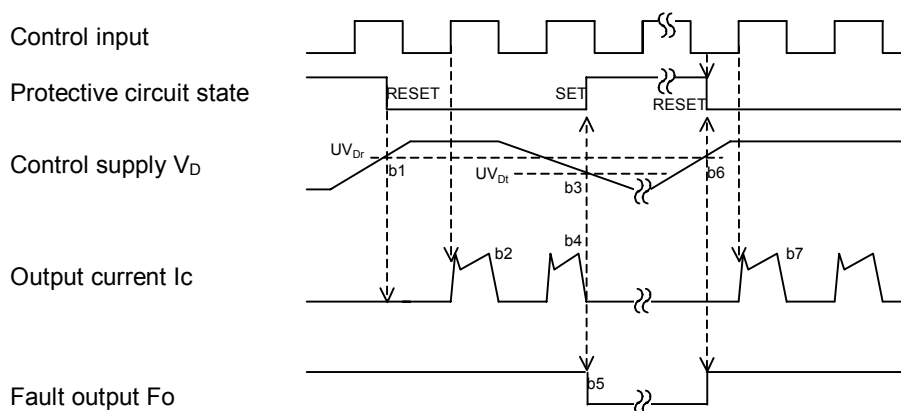 Control input
Protective circuit state
RESET
SET
RESET
Control supply VD
UVDr
b1
UVDt
b3
b6
Output current Ic
b2
b4
b7
Fault output Fo
b5